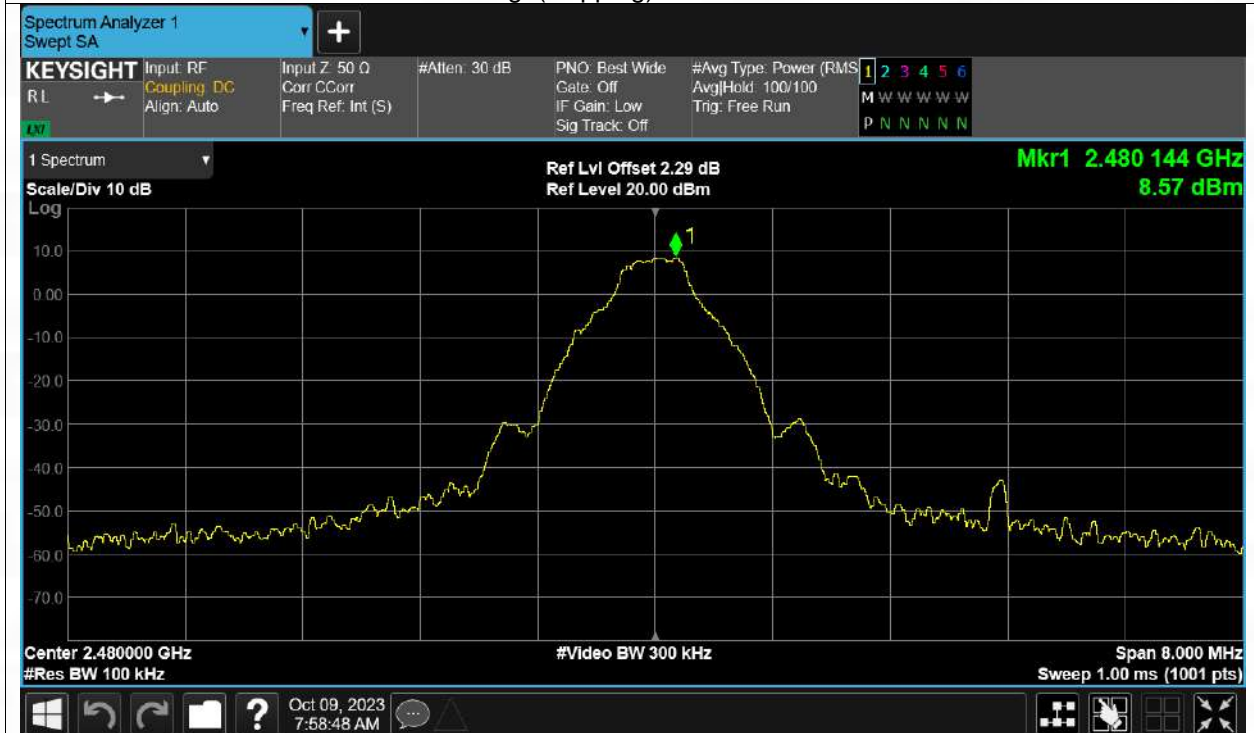 Spectrum Analyzer 1
Swept SA
+
KEYSIGHT
RL
LXI
Input: RF
Coupling: DC
Align: Auto
Input Z: 50 Ω
Corr CCorr
Freq Ref: Int (S)
#Atten: 30 dB
PNO: Best Wide
Gate: Off
IF Gain: Low
Sig Track: Off
#Avg Type: Power (RMS
Avg|Hold: 100/100
Trig: Free Run
1 2 3 4 5 6
M W W W W W
P N N N N N
1 Spectrum
Scale/Div 10 dB
Log
Ref Lvl Offset 2.29 dB
Ref Level 20.00 dBm
Mkr1 2.480 144 GHz
8.57 dBm
1
10.0
0.00
-10.0
-20.0
-30.0
-40.0
-50.0
-60.0
-70.0
Center 2.480000 GHz
#Res BW 100 kHz
#Video BW 300 kHz
Span 8.000 MHz
Sweep 1.00 ms (1001 pts)
?
Oct 09, 2023
7:58:48 AM